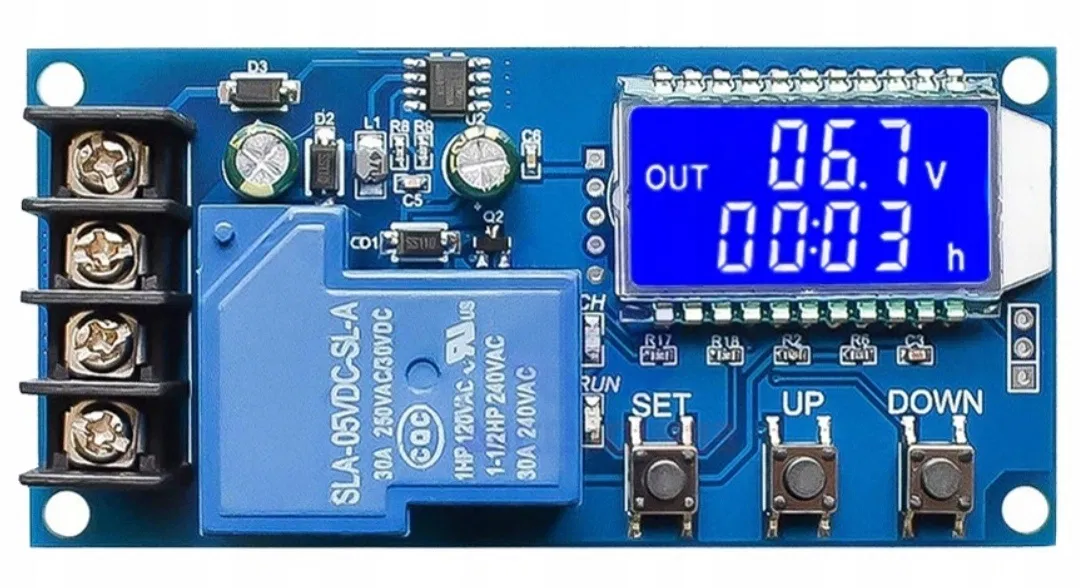 D3
D2
L1
R8
R9
U2
C6
C5
Q2
CD1
SS110
OUT 06.7 V
00:03 h
CH
R17
R18
R2
R6
C3
RUN
SET
UP
DOWN
SLA-05VDC-SL-A
30A 250VAC/30VDC
CQC
1HP 120VAC
US
1-1/2HP 240VAC
30A 240VAC